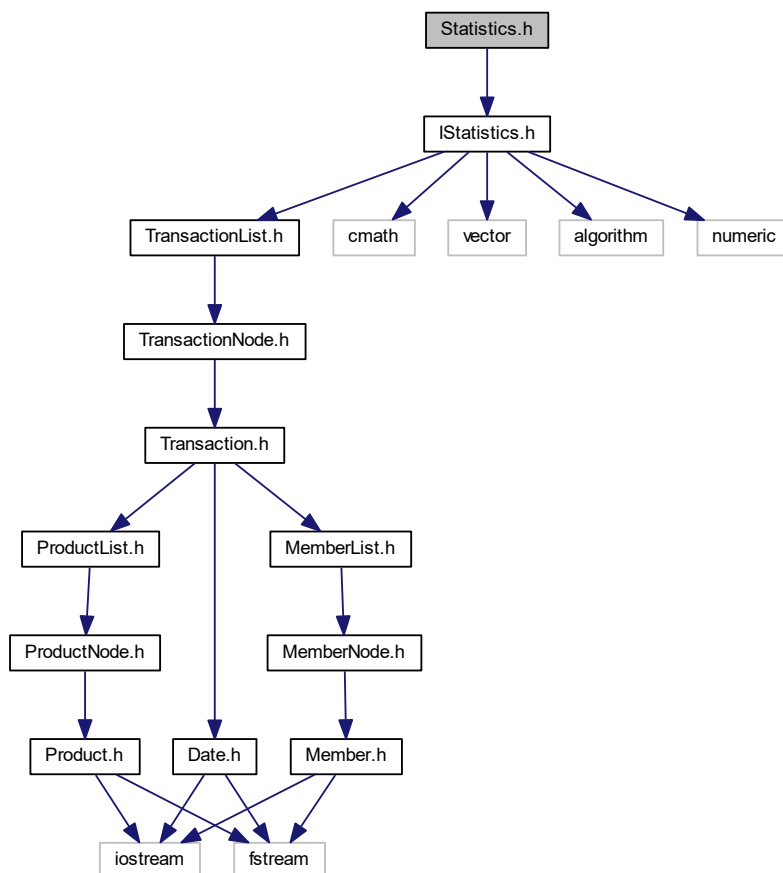 Statistics.h
IStatistics.h
TransactionList.h
cmath
vector
algorithm
numeric
TransactionNode.h
Transaction.h
ProductList.h
MemberList.h
ProductNode.h
MemberNode.h
Product.h
Date.h
Member.h
iostream
fstream